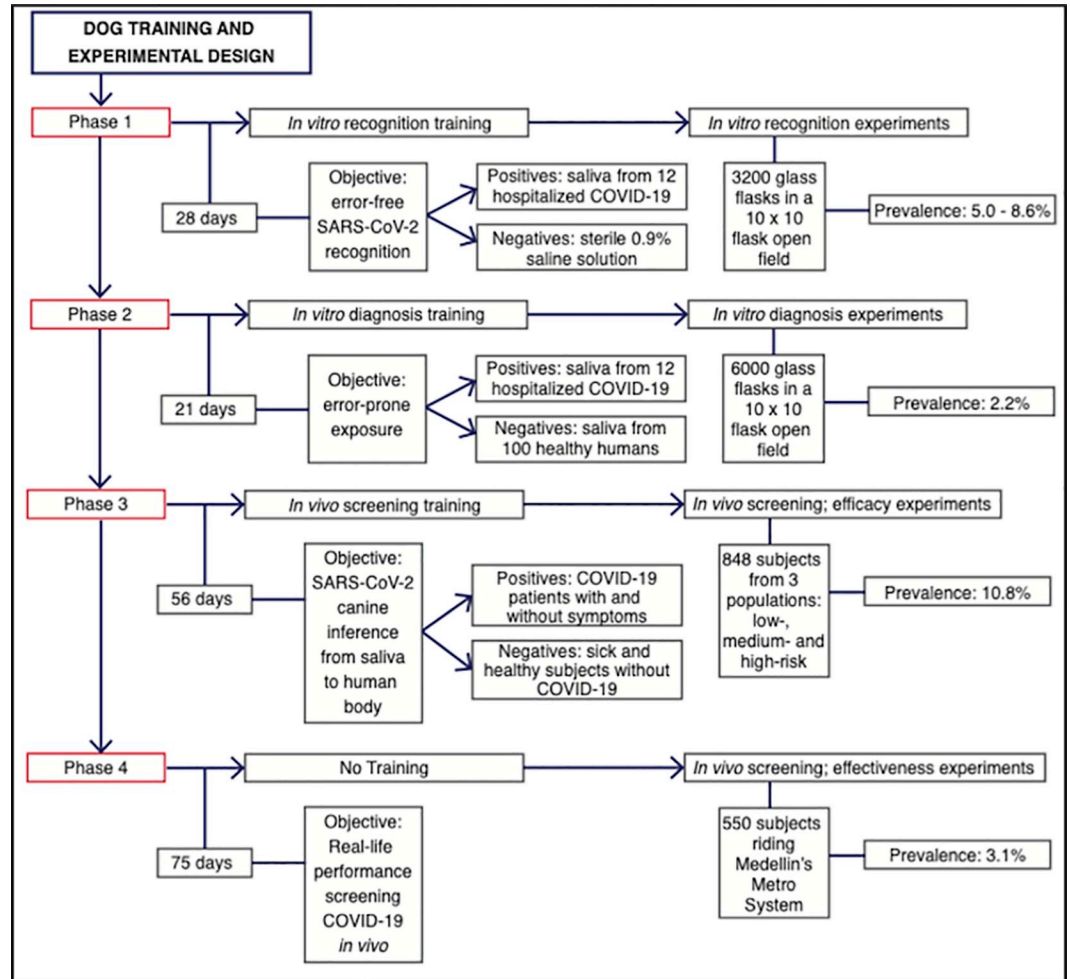 DOG TRAINING AND
EXPERIMENTAL DESIGN
Phase 1
In vitro recognition training
In vitro recognition experiments
28 days
Objective:
error-free
SARS-CoV-2
recognition
Positives: saliva from 12
hospitalized COVID-19
Negatives: sterile 0.9%
saline solution
3200 glass
flasks in a
10 x 10
flask open
field
Prevalence: 5.0 - 8.6%
Phase 2
In vitro diagnosis training
In vitro diagnosis experiments
21 days
Objective:
error-prone
exposure
Positives: saliva from 12
hospitalized COVID-19
Negatives: saliva from
100 healthy humans
6000 glass
flasks in a
10 x 10
flask open
field
Prevalence: 2.2%
Phase 3
In vivo screening training
In vivo screening; efficacy experiments
56 days
Objective:
SARS-CoV-2
canine
inference
from saliva
to human
body
Positives: COVID-19
patients with and
without symptoms
Negatives: sick and
healthy subjects without
COVID-19
848 subjects
from 3
populations:
low-,
medium- and
high-risk
Prevalence: 10.8%
Phase 4
No Training
In vivo screening; effectiveness experiments
75 days
Objective:
Real-life
performance
screening
COVID-19
in vivo
550 subjects
riding
Medellin's
Metro
System
Prevalence: 3.1%